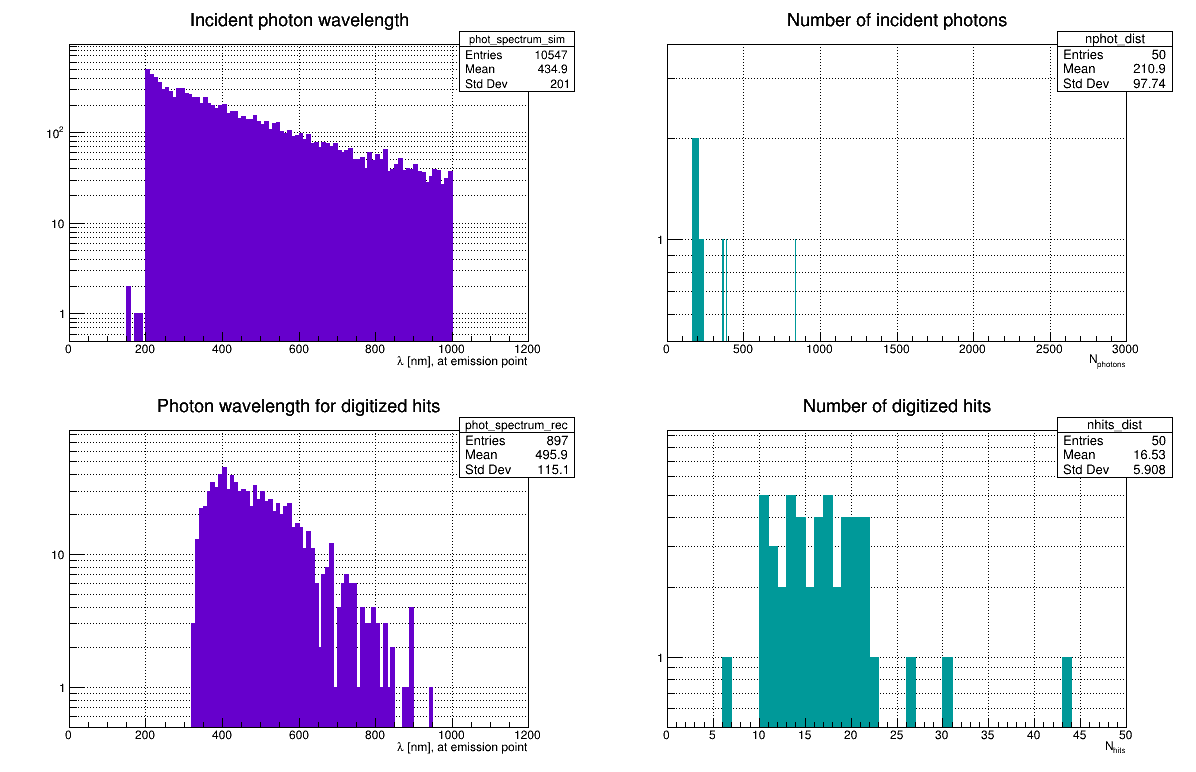 Incident photon wavelength
phot_spectrum_sim
Entries 10547
Mean 434.9
Std Dev 201
10²
10
1
0 200 400 600 800 1000 1200
λ [nm], at emission point
Number of incident photons
nphot_dist
Entries 50
Mean 210.9
Std Dev 97.74
1
0 500 1000 1500 2000 2500 3000
Nphotons
Photon wavelength for digitized hits
phot_spectrum_rec
Entries 897
Mean 495.9
Std Dev 115.1
10
1
0 200 400 600 800 1000 1200
λ [nm], at emission point
Number of digitized hits
nhits_dist
Entries 50
Mean 16.53
Std Dev 5.908
1
0 5 10 15 20 25 30 35 40 45 50
Nhits